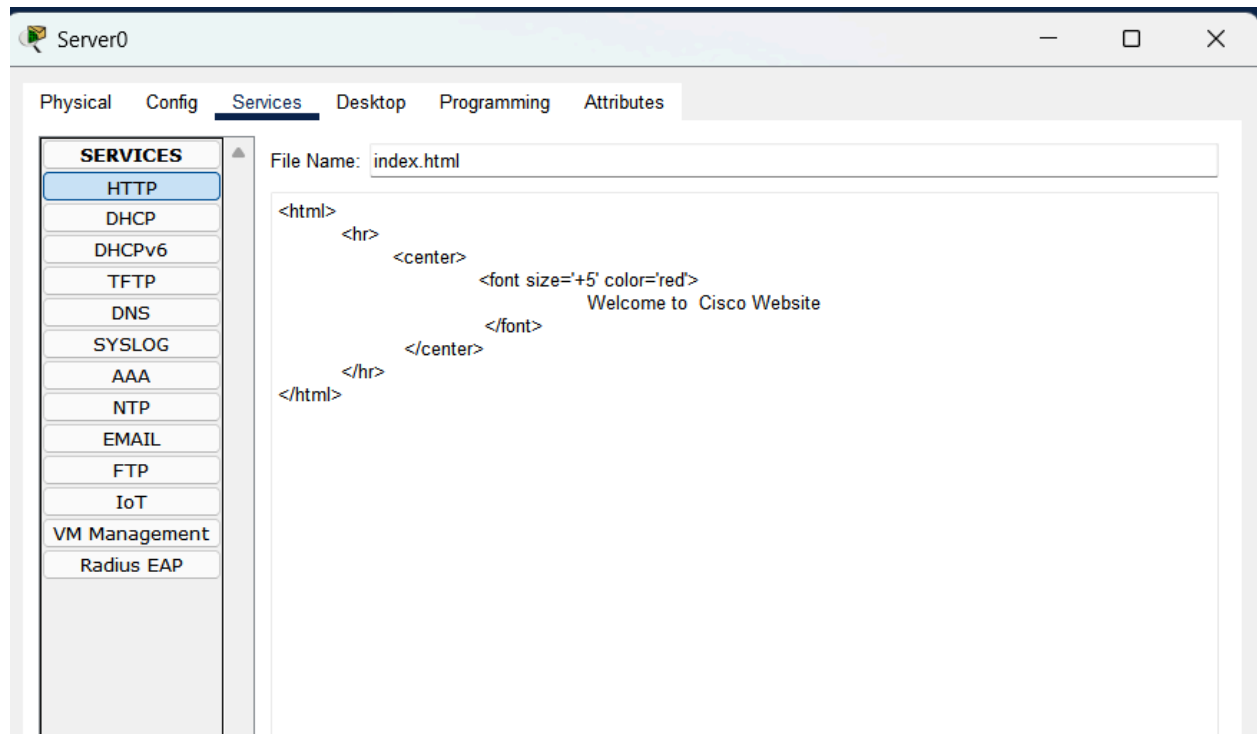 Server0
Physical Config Services Desktop Programming Attributes
SERVICES
HTTP
DHCP
DHCPv6
TFTP
DNS
SYSLOG
AAA
NTP
EMAIL
FTP
IoT
VM Management
Radius EAP
File Name: index.html
<html>
<hr>
<center>
<font size='+5' color='red'>
Welcome to  Cisco Website
</font>
</center>
</hr>
</html>